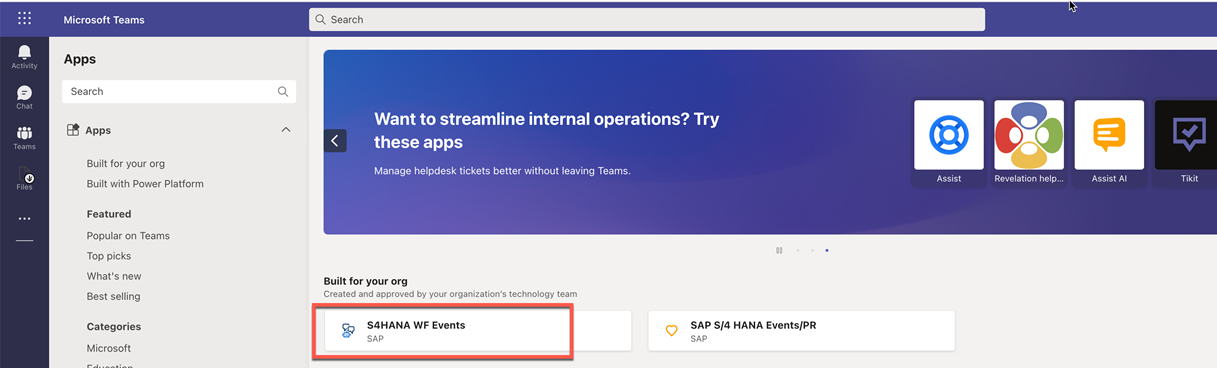 Microsoft Teams
Search
Activity
Chat
Teams
Files
Apps
Search
Apps
Built for your org
Built with Power Platform
Featured
Popular on Teams
Top picks
What's new
Best selling
Categories
Microsoft
Education
Want to streamline internal operations? Try
these apps
Manage helpdesk tickets better without leaving Teams.
Assist
Revelation help...
Assist AI
Tikit
Built for your org
Created and approved by your organization's technology team
S4HANA WF Events
SAP
SAP S/4 HANA Events/PR
SAP